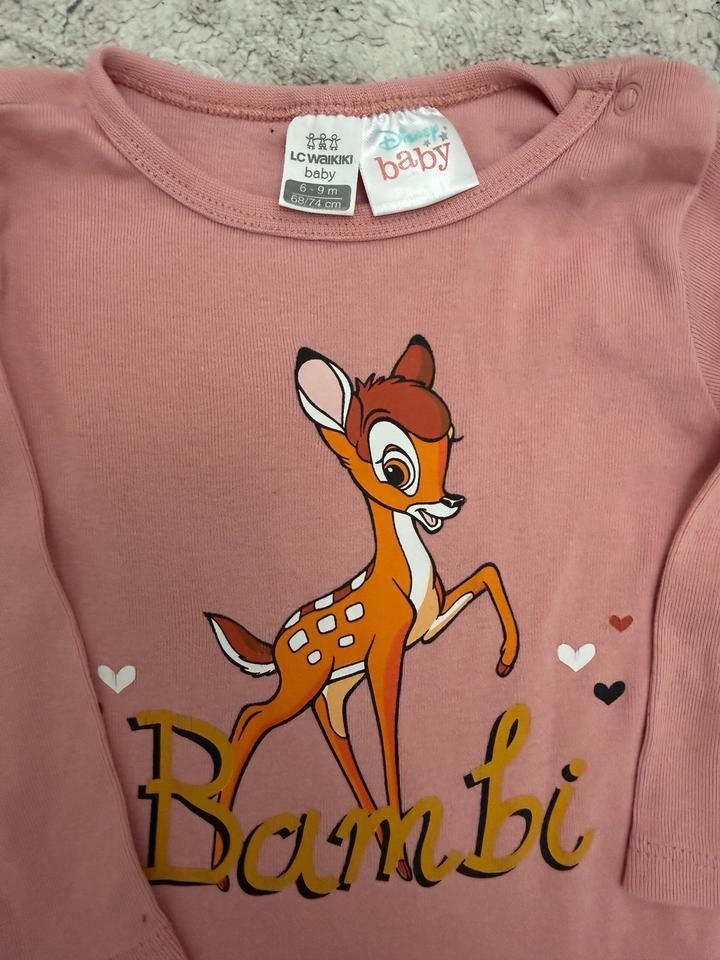 LC WAIKIKI
baby
6 - 9 m
68/74 cm
Disney
baby
Bambi